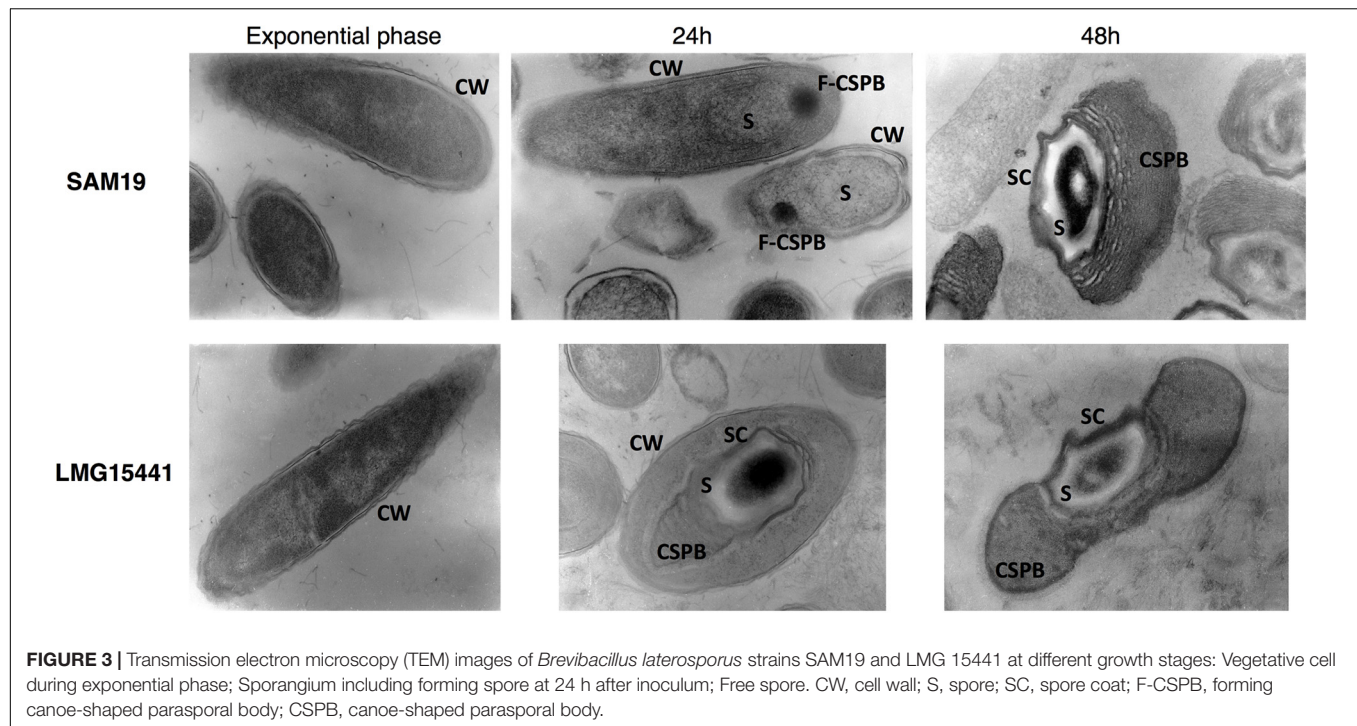 Exponential phase 24h 48h
SAM19
CW
CW
F-CSPB
S
CW
S
F-CSPB
CSPB
SC
S
LMG15441
CW
CW
SC
S
CSPB
SC
S
CSPB
FIGURE 3 | Transmission electron microscopy (TEM) images of Brevibacillus laterosporus strains SAM19 and LMG 15441 at different growth stages: Vegetative cell
during exponential phase; Sporangium including forming spore at 24 h after inoculum; Free spore. CW, cell wall; S, spore; SC, spore coat; F-CSPB, forming
canoe-shaped parasporal body; CSPB, canoe-shaped parasporal body.